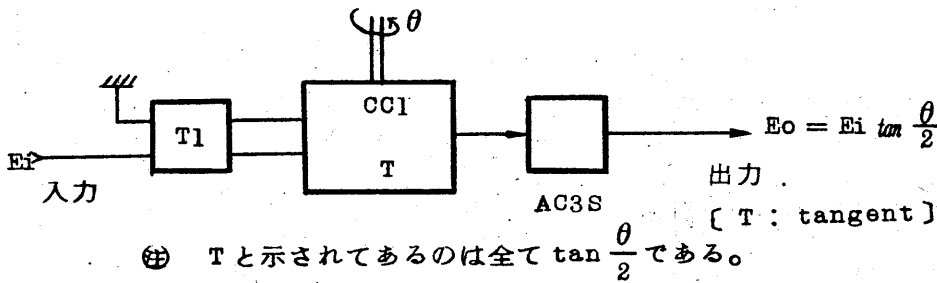 θ
CC1
T1
T
Ei
入力
AC3S
Eo = Ei tan θ/2
出力
〔 T : tangent 〕
㊟ Tと示されてあるのは全て tan θ/2 である。